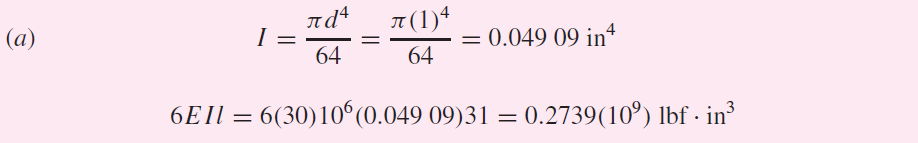 (a) I = πd⁴/64 = π(1)⁴/64 = 0.049 09 in⁴
6EIl = 6(30)10⁶(0.049 09)31 = 0.2739(10⁹) lbf · in³